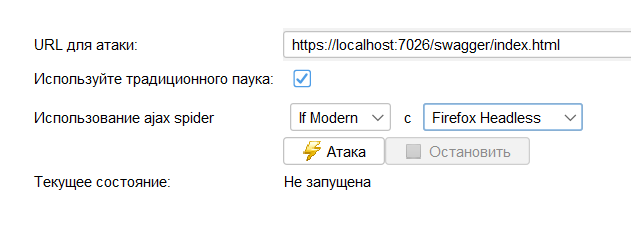 URL для атаки: https://localhost:7026/swagger/index.html
Используйте традиционного паука:
Использование ajax spider If Modern с Firefox Headless
Атака Остановить
Текущее состояние: Не запущена